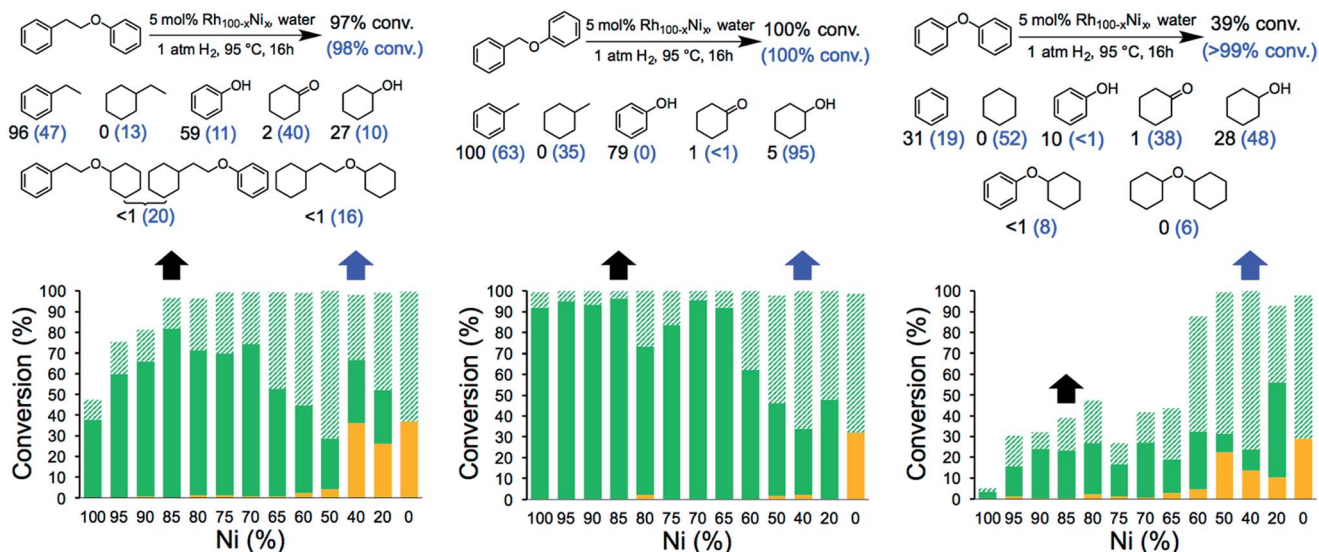 5 mol% Rh100-xNix, water
97% conv.
1 atm H2, 95 °C, 16h
(98% conv.)
O
OH
O
OH
96 (47)
0 (13)
59 (11)
2 (40)
27 (10)
O
O
O
<1 (20)
<1 (16)
Conversion (%)
100
90
80
70
60
50
40
30
20
10
0
100 95 90 85 80 75 70 65 60 50 40 20 0
Ni (%)
5 mol% Rh100-xNix, water
100% conv.
1 atm H2, 95 °C, 16h
(100% conv.)
O
OH
O
OH
100 (63)
0 (35)
79 (0)
1 (<1)
5 (95)
Conversion (%)
100
90
80
70
60
50
40
30
20
10
0
100 95 90 85 80 75 70 65 60 50 40 20 0
Ni (%)
O
5 mol% Rh100-xNix, water
39% conv.
1 atm H2, 95 °C, 16h
(>99% conv.)
OH
O
OH
31 (19)
0 (52)
10 (<1)
1 (38)
28 (48)
O
O
<1 (8)
0 (6)
Conversion (%)
100
90
80
70
60
50
40
30
20
10
0
100 95 90 85 80 75 70 65 60 50 40 20 0
Ni (%)